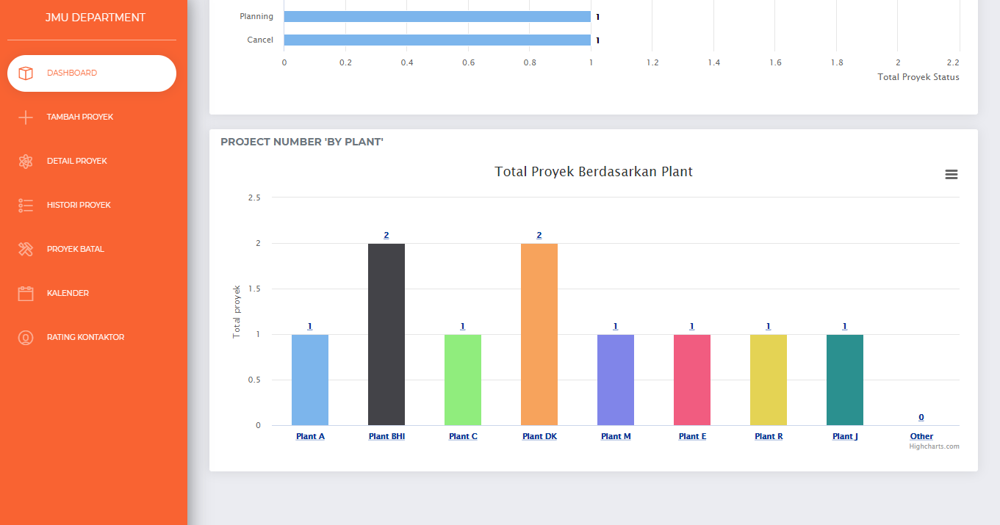 JMU DEPARTMENT
DASHBOARD
TAMBAH PROYEK
DETAIL PROYEK
HISTORI PROYEK
PROYEK BATAL
KALENDER
RATING KONTAKTOR
Planning 1
Cancel 1
0 0.2 0.4 0.6 0.8 1 1.2 1.4 1.6 1.8 2 2.2
Total Proyek Status
PROJECT NUMBER 'BY PLANT'
Total Proyek Berdasarkan Plant
Total proyek
2.5
2
1.5
1
0.5
0
1 2 1 2 1 1 1 1 0
Plant A Plant BHI Plant C Plant DK Plant M Plant E Plant R Plant J Other
Highcharts.com